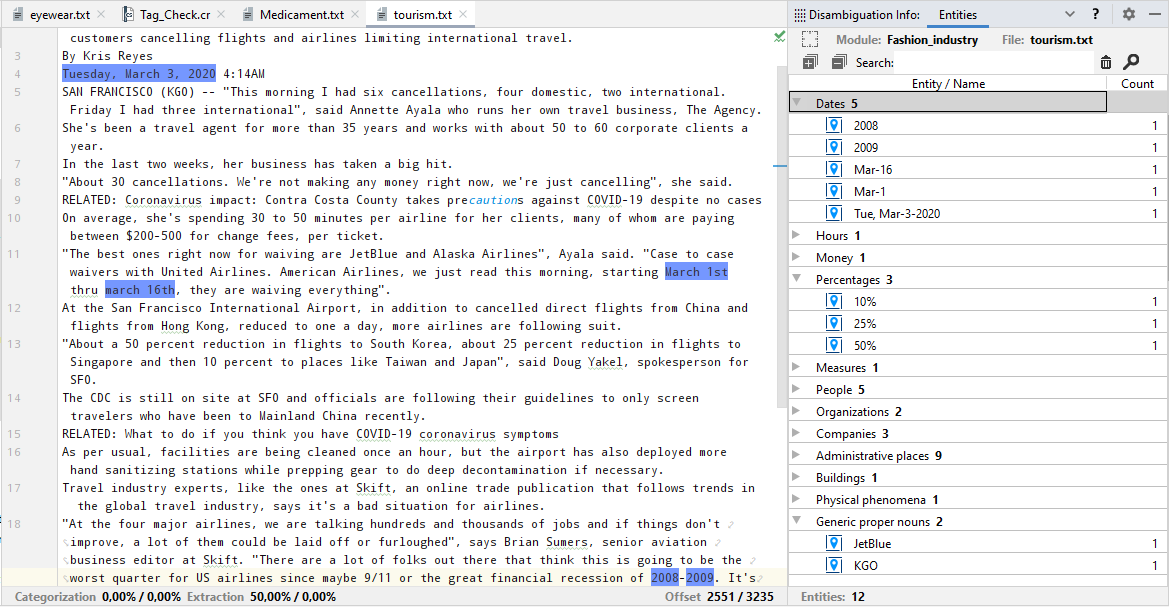 eyewear.txt Tag_Check.cr Medicament.txt tourism.txt
customers cancelling flights and airlines limiting international travel.
3 By Kris Reyes
4 Tuesday, March 3, 2020 4:14AM
5 SAN FRANCISCO (KGO) -- "This morning I had six cancellations, four domestic, two international.
Friday I had three international", said Annette Ayala who runs her own travel business, The Agency.
6 She's been a travel agent for more than 35 years and works with about 50 to 60 corporate clients a
year.
7 In the last two weeks, her business has taken a big hit.
8 "About 30 cancellations. We're not making any money right now, we're just cancelling", she said.
9 RELATED: Coronavirus impact: Contra Costa County takes precautions against COVID-19 despite no cases
10 On average, she's spending 30 to 50 minutes per airline for her clients, many of whom are paying
between $200-500 for change fees, per ticket.
11 "The best ones right now for waiving are JetBlue and Alaska Airlines", Ayala said. "Case to case
waivers with United Airlines. American Airlines, we just read this morning, starting March 1st
thru march 16th, they are waiving everything".
12 At the San Francisco International Airport, in addition to cancelled direct flights from China and
flights from Hong Kong, reduced to one a day, more airlines are following suit.
13 "About a 50 percent reduction in flights to South Korea, about 25 percent reduction in flights to
Singapore and then 10 percent to places like Taiwan and Japan", said Doug Yakel, spokesperson for
SFO.
14 The CDC is still on site at SFO and officials are following their guidelines to only screen
travelers who have been to Mainland China recently.
15 RELATED: What to do if you think you have COVID-19 coronavirus symptoms
16 As per usual, facilities are being cleaned once an hour, but the airport has also deployed more
hand sanitizing stations while prepping gear to do deep decontamination if necessary.
17 Travel industry experts, like the ones at Skift, an online trade publication that follows trends in
the global travel industry, says it's a bad situation for airlines.
18 "At the four major airlines, we are talking hundreds and thousands of jobs and if things don't
improve, a lot of them could be laid off or furloughed", says Brian Sumers, senior aviation
business editor at Skift. "There are a lot of folks out there that think this is going to be the
worst quarter for US airlines since maybe 9/11 or the great financial recession of 2008-2009. It's
Categorization 0,00% / 0,00% Extraction 50,00% / 0,00% Offset 2551 / 3235
Disambiguation Info: Entities ?
Module: Fashion_industry File: tourism.txt
Search:
Entity / Name Count
Dates 5
2008 1
2009 1
Mar-16 1
Mar-1 1
Tue, Mar-3-2020 1
Hours 1
Money 1
Percentages 3
10% 1
25% 1
50% 1
Measures 1
People 5
Organizations 2
Companies 3
Administrative places 9
Buildings 1
Physical phenomena 1
Generic proper nouns 2
JetBlue 1
KGO 1
Entities: 12